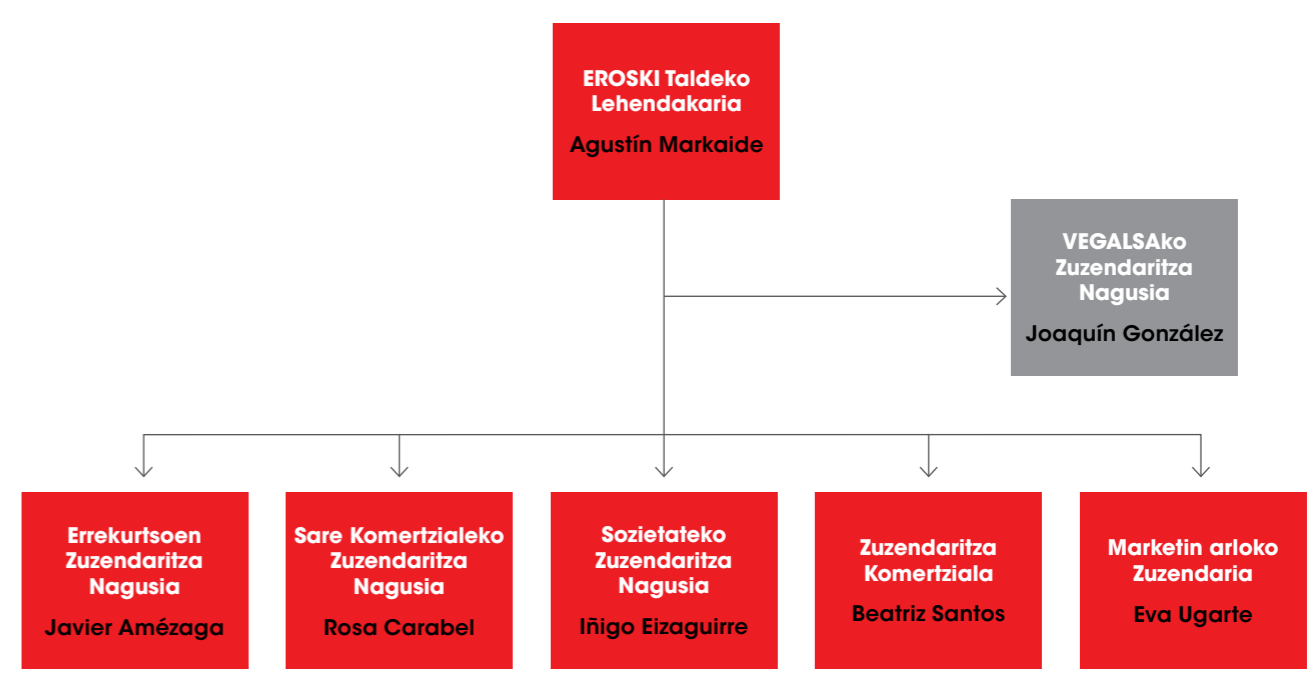 EROSKI Taldeko
Lehendakaria
Agustín Markaide
VEGALSAko
Zuzendaritza
Nagusia
Joaquín González
Errekurtsoen
Zuzendaritza
Nagusia
Javier Amézaga
Sare Komertzialeko
Zuzendaritza
Nagusia
Rosa Carabel
Sozietateko
Zuzendaritza
Nagusia
Iñigo Eizaguirre
Zuzendaritza
Komertziala
Beatriz Santos
Marketin arloko
Zuzendaria
Eva Ugarte